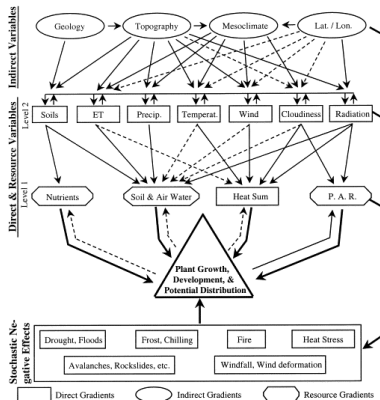 Indirect Variables
Geology
Topography
Mesoclimate
Lat. / Lon.
Direct & Resource Variables
Level 2
Soils
ET
Precip.
Temperat.
Wind
Cloudiness
Radiation
Level 1
Nutrients
Soil & Air Water
Heat Sum
P. A. R.
Plant Growth,
Development, &
Potential Distribution
Stochastic Ne-
gative Effects
Drought, Floods
Frost, Chilling
Fire
Heat Stress
Avalanches, Rockslides, etc.
Windfall, Wind deformation
Direct Gradients
Indirect Gradients
Resource Gradients